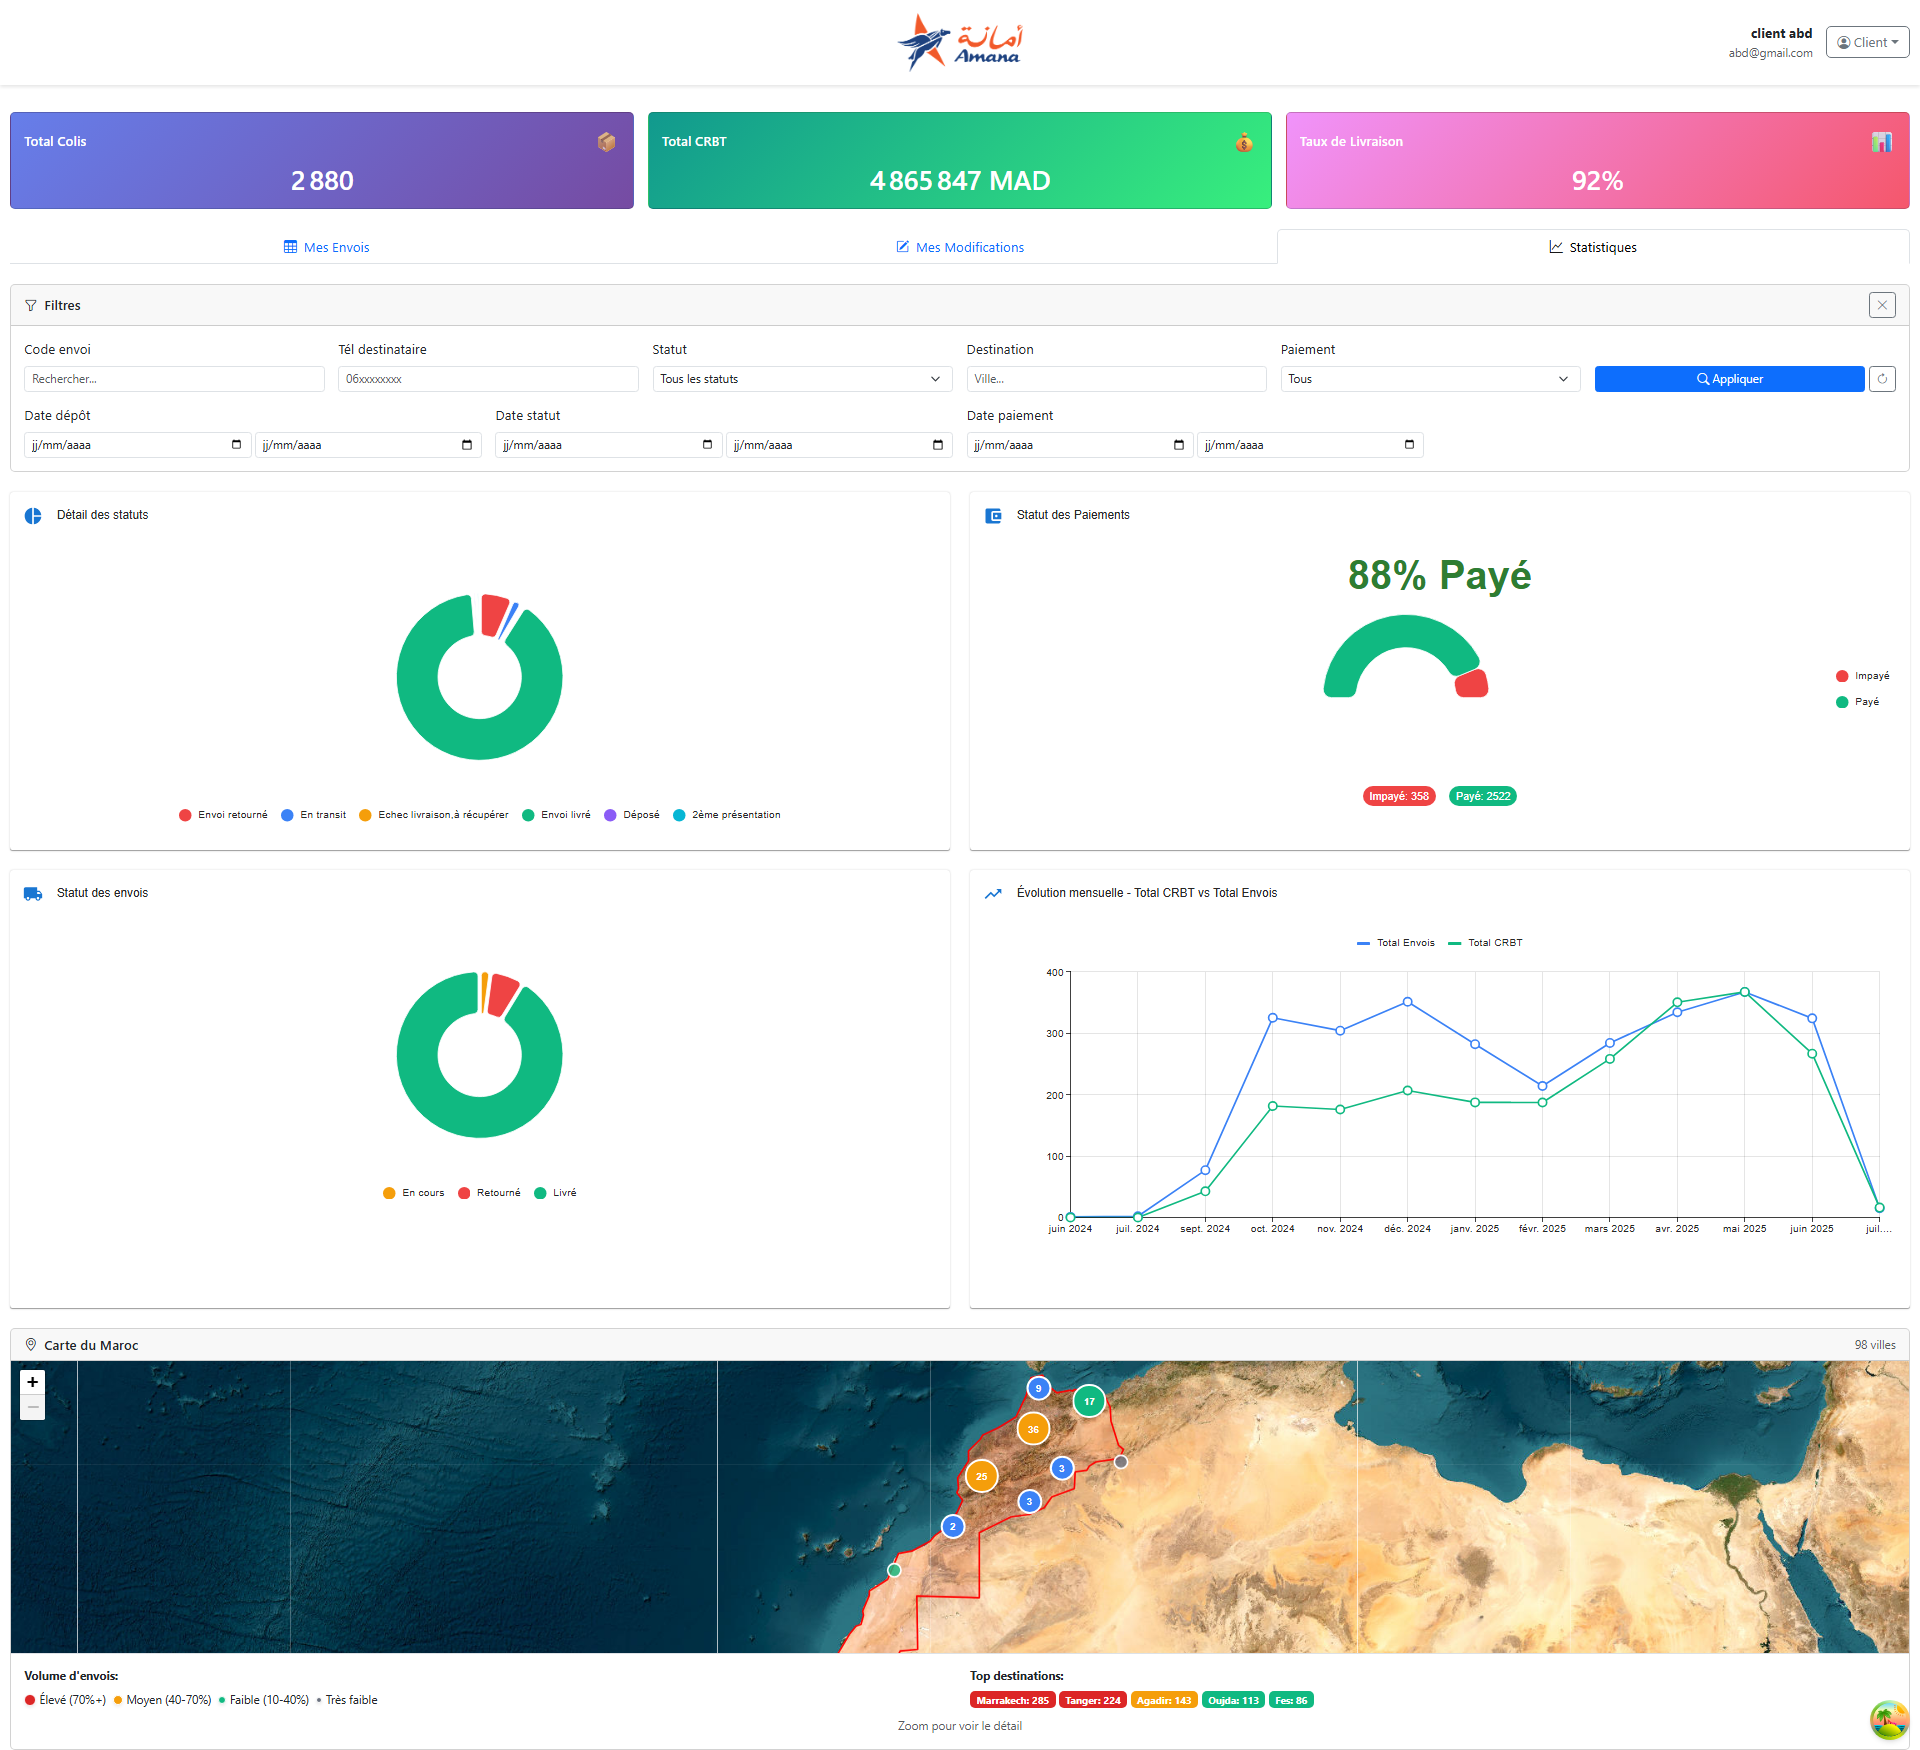 أمانة
Amana
client abd
abd@gmail.com
Client
Total Colis
2 880
Total CRBT
4 865 847 MAD
Taux de Livraison
92%
Mes Envois
Mes Modifications
Statistiques
Filtres
Code envoi
Tél destinataire
Statut
Destination
Paiement
Rechercher...
06xxxxxxxx
Tous les statuts
Ville...
Tous
Appliquer
Date dépôt
Date statut
Date paiement
jj/mm/aaaa
jj/mm/aaaa
jj/mm/aaaa
jj/mm/aaaa
jj/mm/aaaa
jj/mm/aaaa
Détail des statuts
Envoi retourné
En transit
Echec livraison,à récupérer
Envoi livré
Déposé
2ème présentation
Statut des Paiements
88% Payé
Impayé
Payé
Impayé: 358
Payé: 2522
Statut des envois
En cours
Retourné
Livré
Évolution mensuelle - Total CRBT vs Total Envois
Total Envois
Total CRBT
400
300
200
100
0
juin 2024
juil. 2024
sept. 2024
oct. 2024
nov. 2024
déc. 2024
janv. 2025
févr. 2025
mars 2025
avr. 2025
mai 2025
juin 2025
juil....
Carte du Maroc
98 villes
+
−
9
17
36
3
25
3
2
Volume d'envois:
Élevé (70%+)
Moyen (40-70%)
Faible (10-40%)
Très faible
Top destinations:
Marrakech: 285
Tanger: 224
Agadir: 143
Oujda: 113
Fes: 86
Zoom pour voir le détail